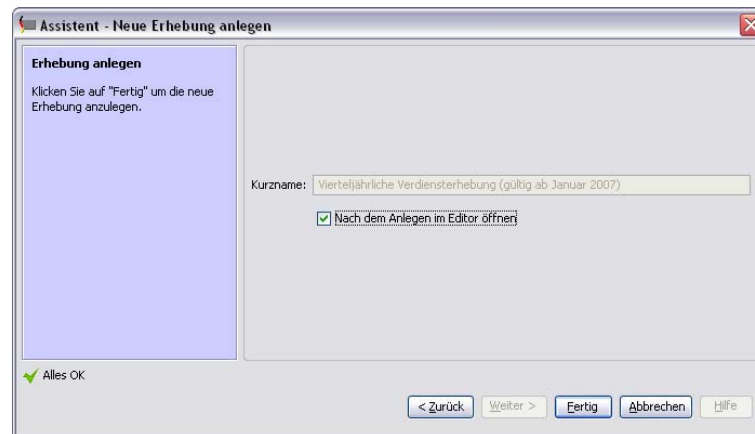 Assistent - Neue Erhebung anlegen
Erhebung anlegen
Klicken Sie auf "Fertig" um die neue
Erhebung anzulegen.
Kurzname: Vierteljährliche Verdiensterhebung (gültig ab Januar 2007)
Nach dem Anlegen im Editor öffnen
Alles OK
< Zurück Weiter > Fertig Abbrechen Hilfe